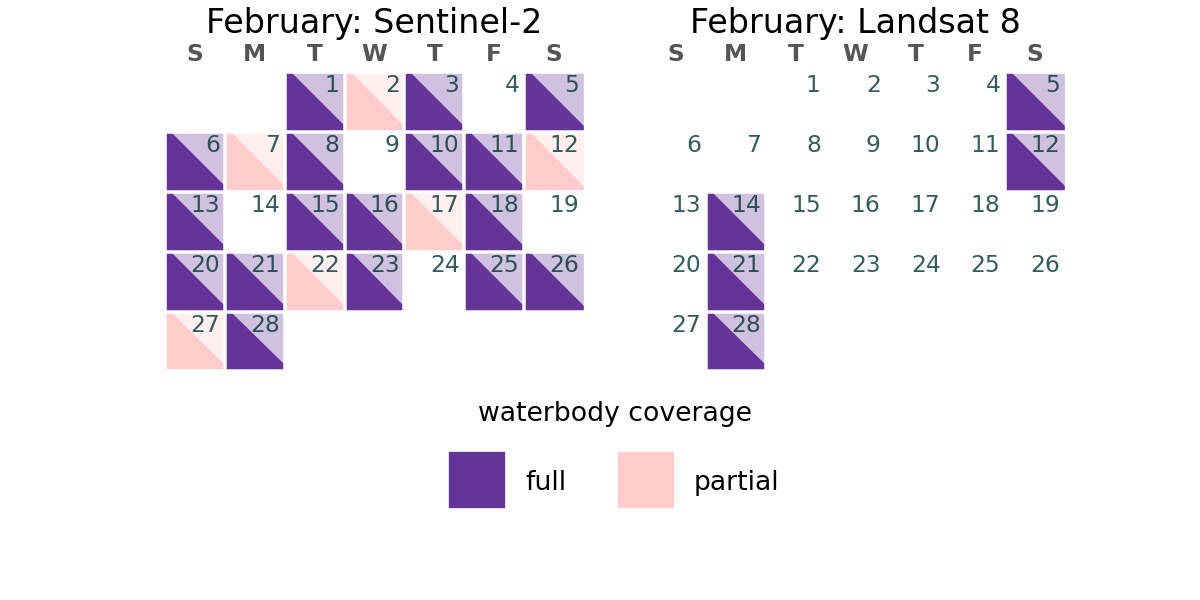 February: Sentinel-2
S M T W T F S
1 2 3 4 5
6 7 8 9 10 11 12
13 14 15 16 17 18 19
20 21 22 23 24 25 26
27 28
February: Landsat 8
S M T W T F S
1 2 3 4 5
6 7 8 9 10 11 12
13 14 15 16 17 18 19
20 21 22 23 24 25 26
27 28
waterbody coverage
full partial